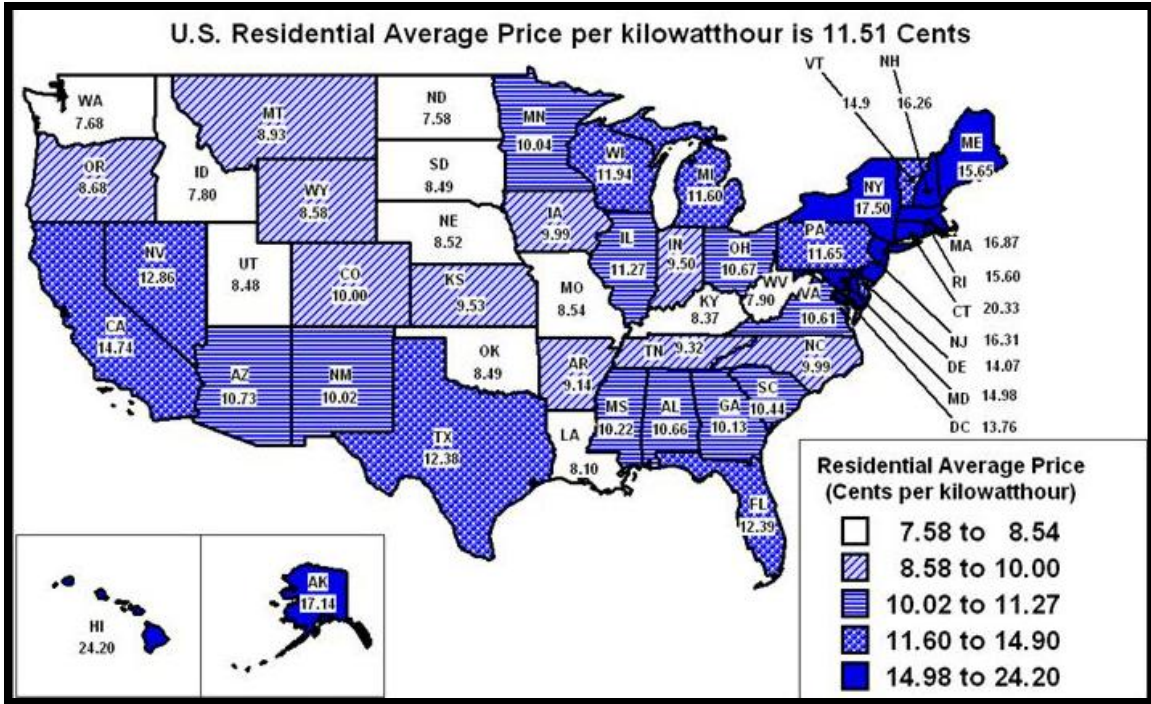 U.S. Residential Average Price per kilowatthour is 11.51 Cents
VT
NH
14.9
16.26
WA
7.68
MT
8.93
ND
7.58
MN
10.04
ME
15.65
OR
8.68
ID
7.80
WY
8.58
SD
8.49
WI
11.94
MI
11.60
NY
17.50
NV
12.86
UT
8.48
CO
10.00
NE
8.52
KS
9.53
IA
9.99
IL
11.27
IN
9.50
OH
10.67
PA
11.65
MA 16.87
RI 15.60
CT 20.33
NJ 16.31
DE 14.07
MD 14.98
DC 13.76
CA
14.74
MO
8.54
KY
8.37
WV
7.90
VA
10.61
AZ
10.73
NM
10.02
OK
8.49
AR
9.14
TN 9.32
NC
9.99
SC
10.44
TX
12.38
LA
8.10
MS
10.22
AL
10.66
GA
10.13
FL
12.39
HI
24.20
AK
17.14
Residential Average Price
(Cents per kilowatthour)
7.58 to 8.54
8.58 to 10.00
10.02 to 11.27
11.60 to 14.90
14.98 to 24.20